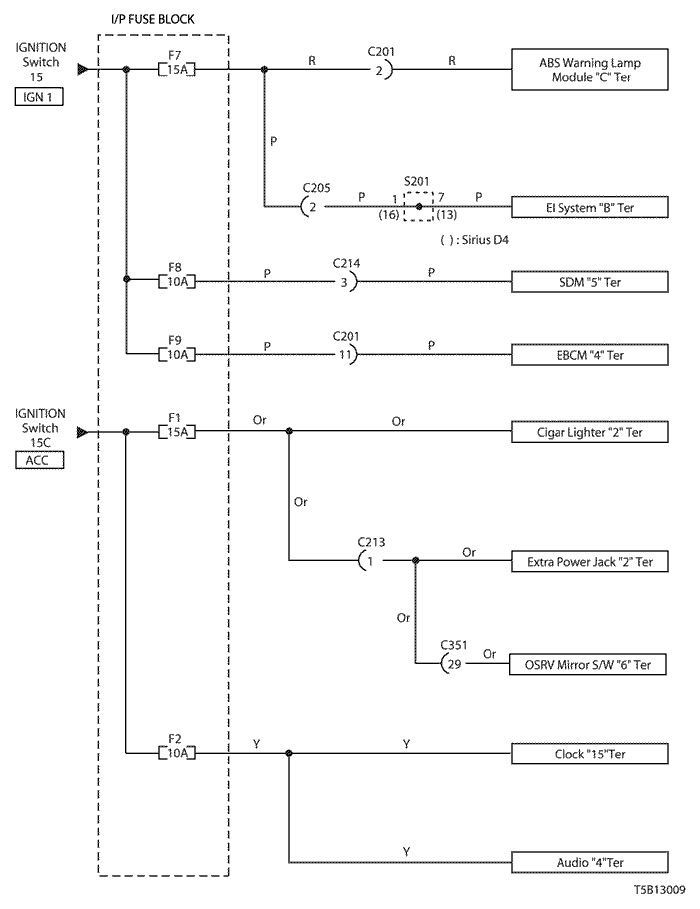 I/P FUSE BLOCK
IGNITION
Switch
15
IGN 1
F7
15A
R
C201
2
R
ABS Warning Lamp
Module "C" Ter
P
C205
2
P
S201
1
7
(16)
(13)
P
EI System "B" Ter
( ) : Sirius D4
F8
10A
P
C214
3
P
SDM "5" Ter
F9
10A
P
C201
11
P
EBCM "4" Ter
IGNITION
Switch
15C
ACC
F1
15A
Or
Or
Cigar Lighter "2" Ter
Or
C213
1
Or
Extra Power Jack "2" Ter
Or
C351
29
Or
OSRV Mirror S/W "6" Ter
F2
10A
Y
Y
Clock "15"Ter
Y
Audio "4"Ter
T5B13009